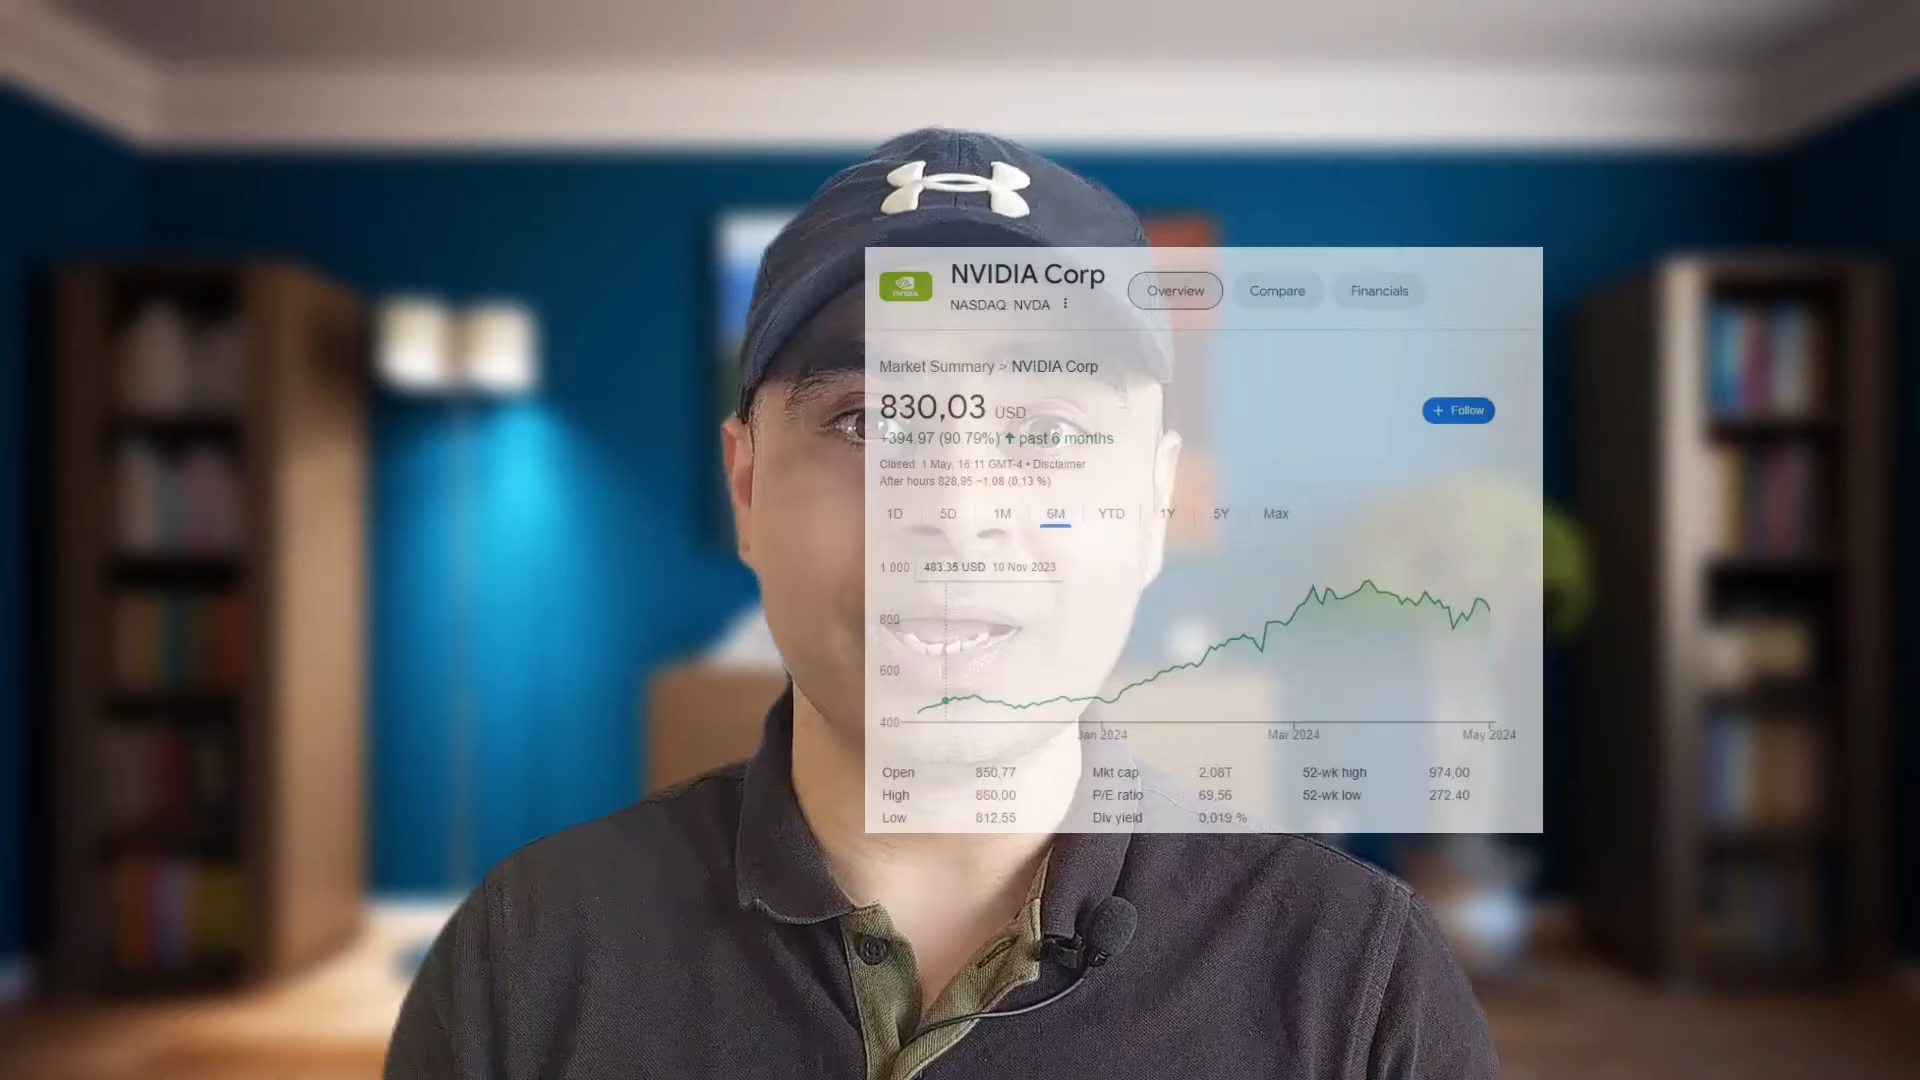 NVIDIA Corp
NASDAQ: NVDA
Overview Compare Financials
NVIDIA
Market Summary > NVIDIA Corp
830,03 USD
+394.97 (90.79%) ↑ past 6 months
+ Follow
Closed: 1 May, 16:11 GMT-4 • Disclaimer
After hours 828,95 −1,08 (0,13 %)
1D 5D 1M 6M YTD 1Y 5Y Max
483,35 USD 10 Nov 2023
1 000
800
600
400
Jan 2024 Mar 2024 May 2024
Open 850,77 Mkt cap 2,08T 52-wk high 974,00
High 860,00 P/E ratio 69,56 52-wk low 272.40
Low 812,55 Div yield 0,019 %